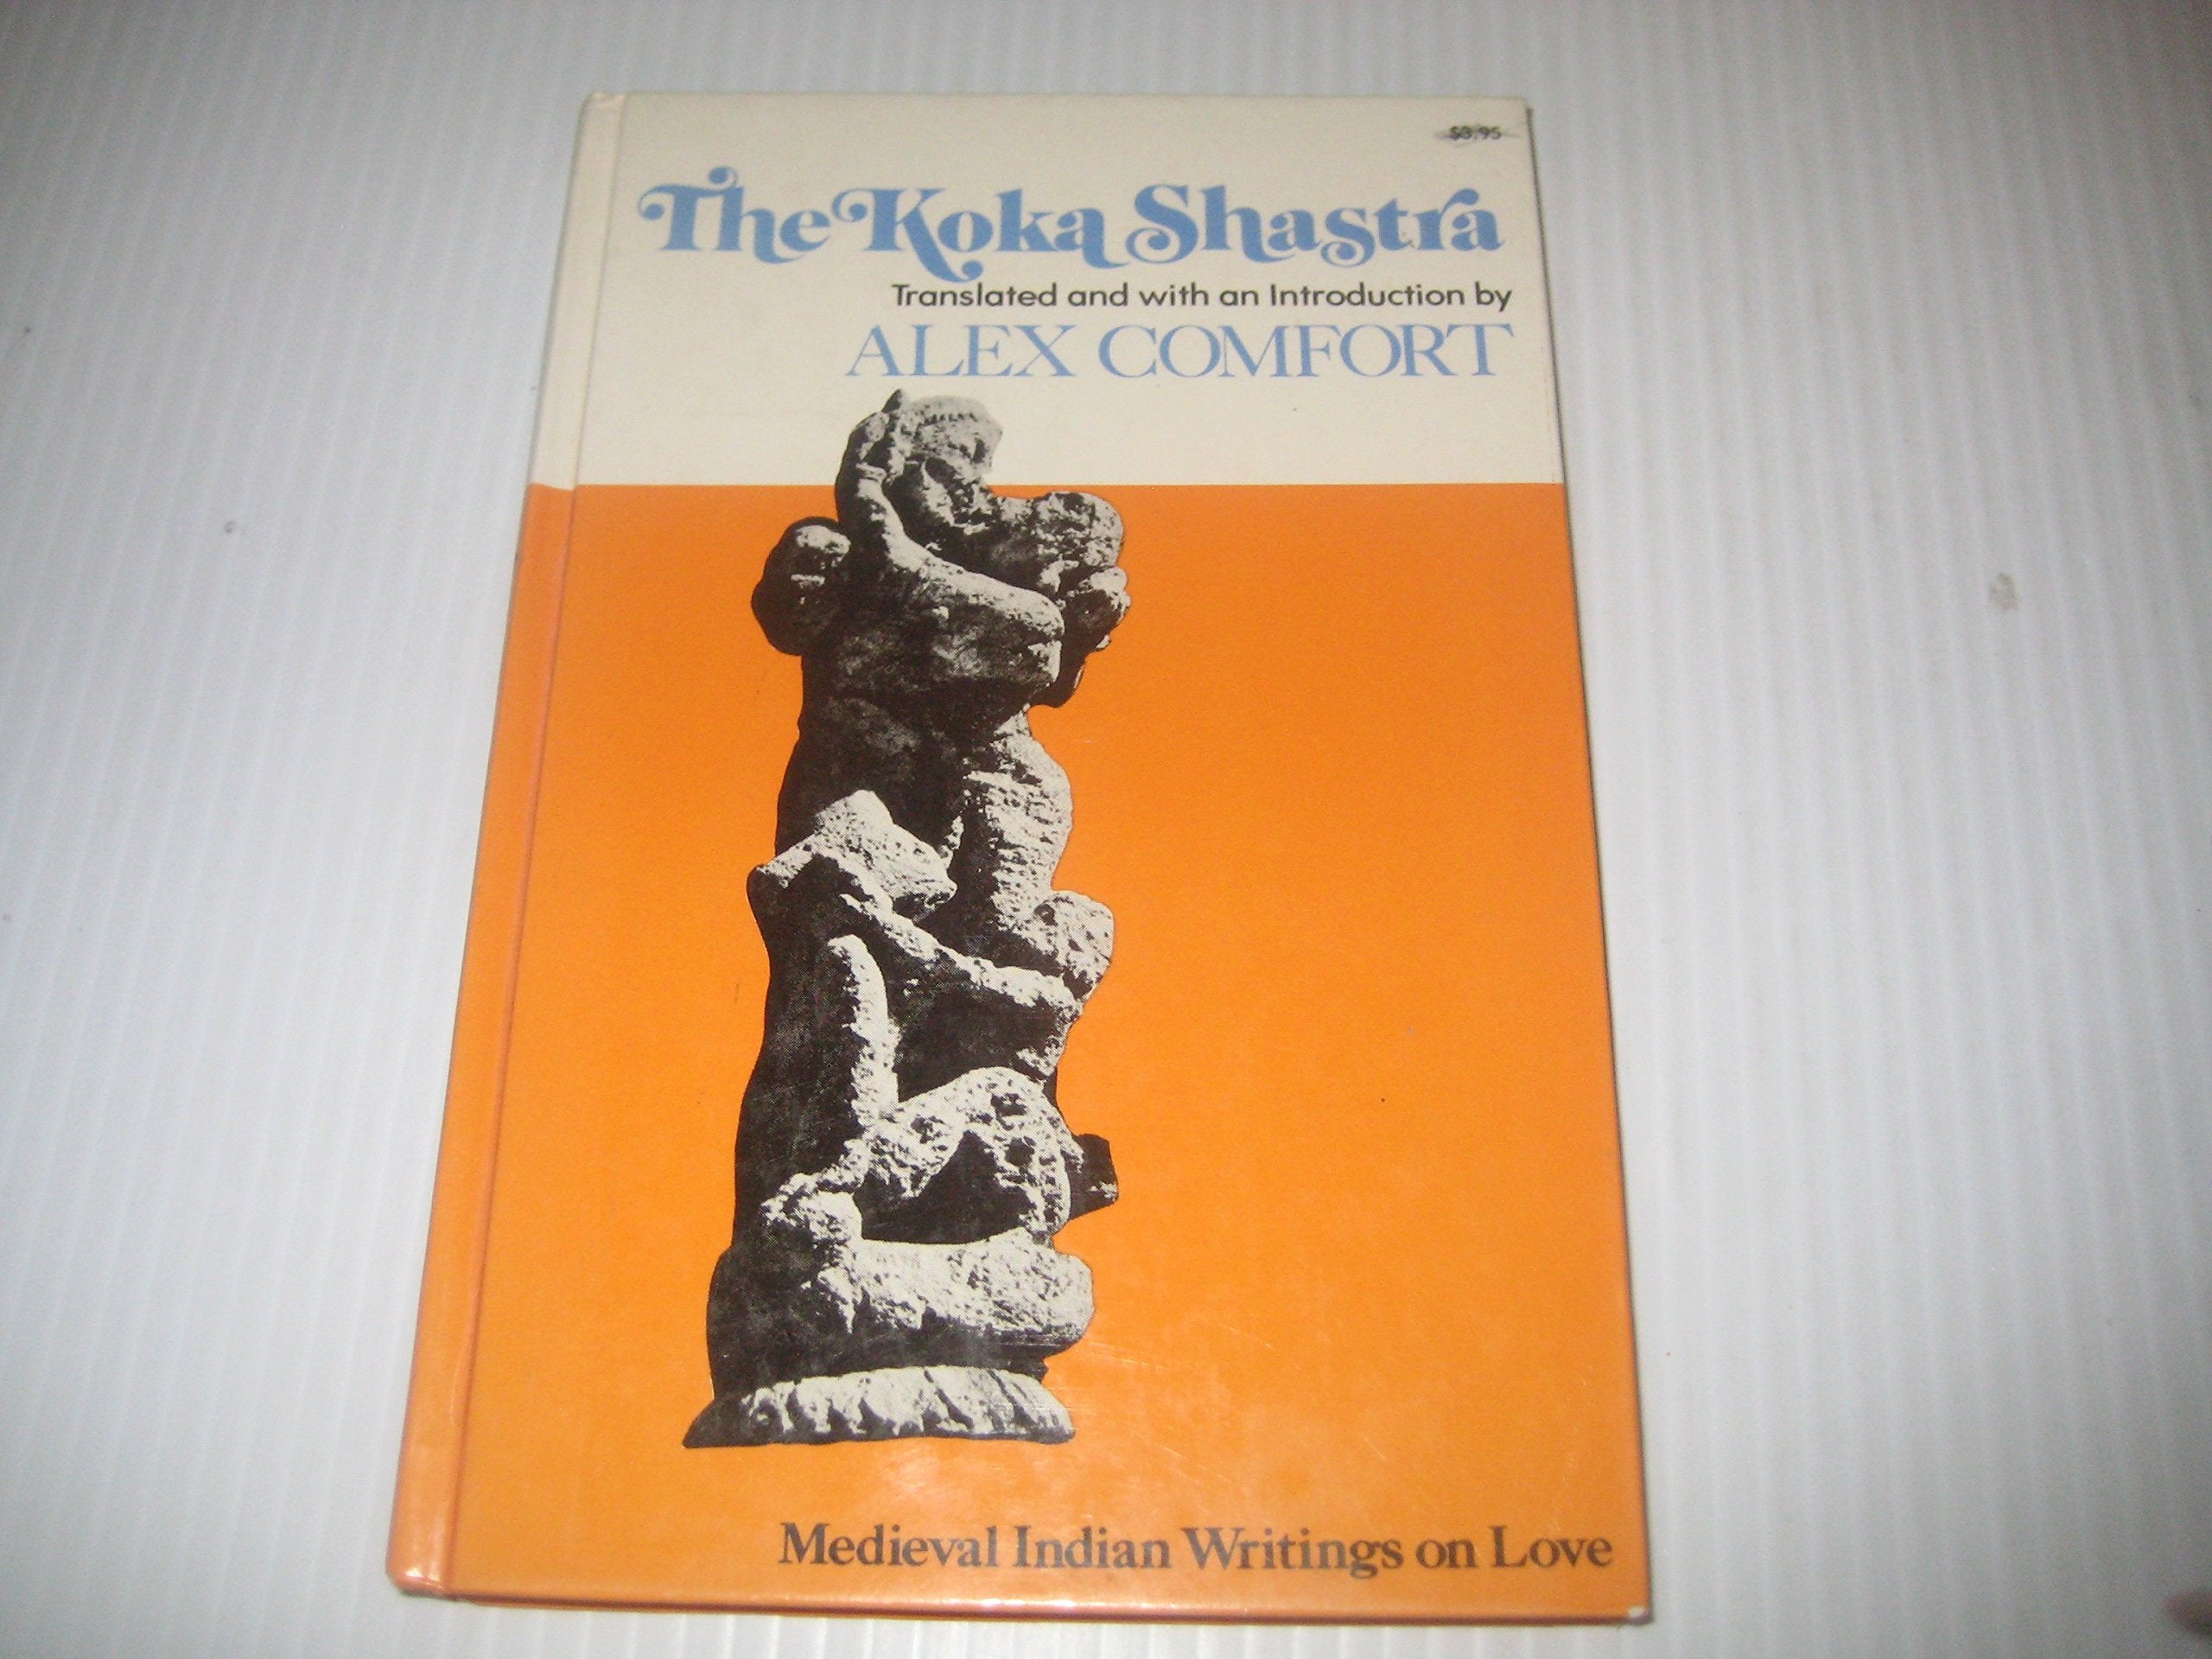 $8.95
The Koka Shastra
Translated and with an Introduction by
ALEX COMFORT
Medieval Indian Writings on Love